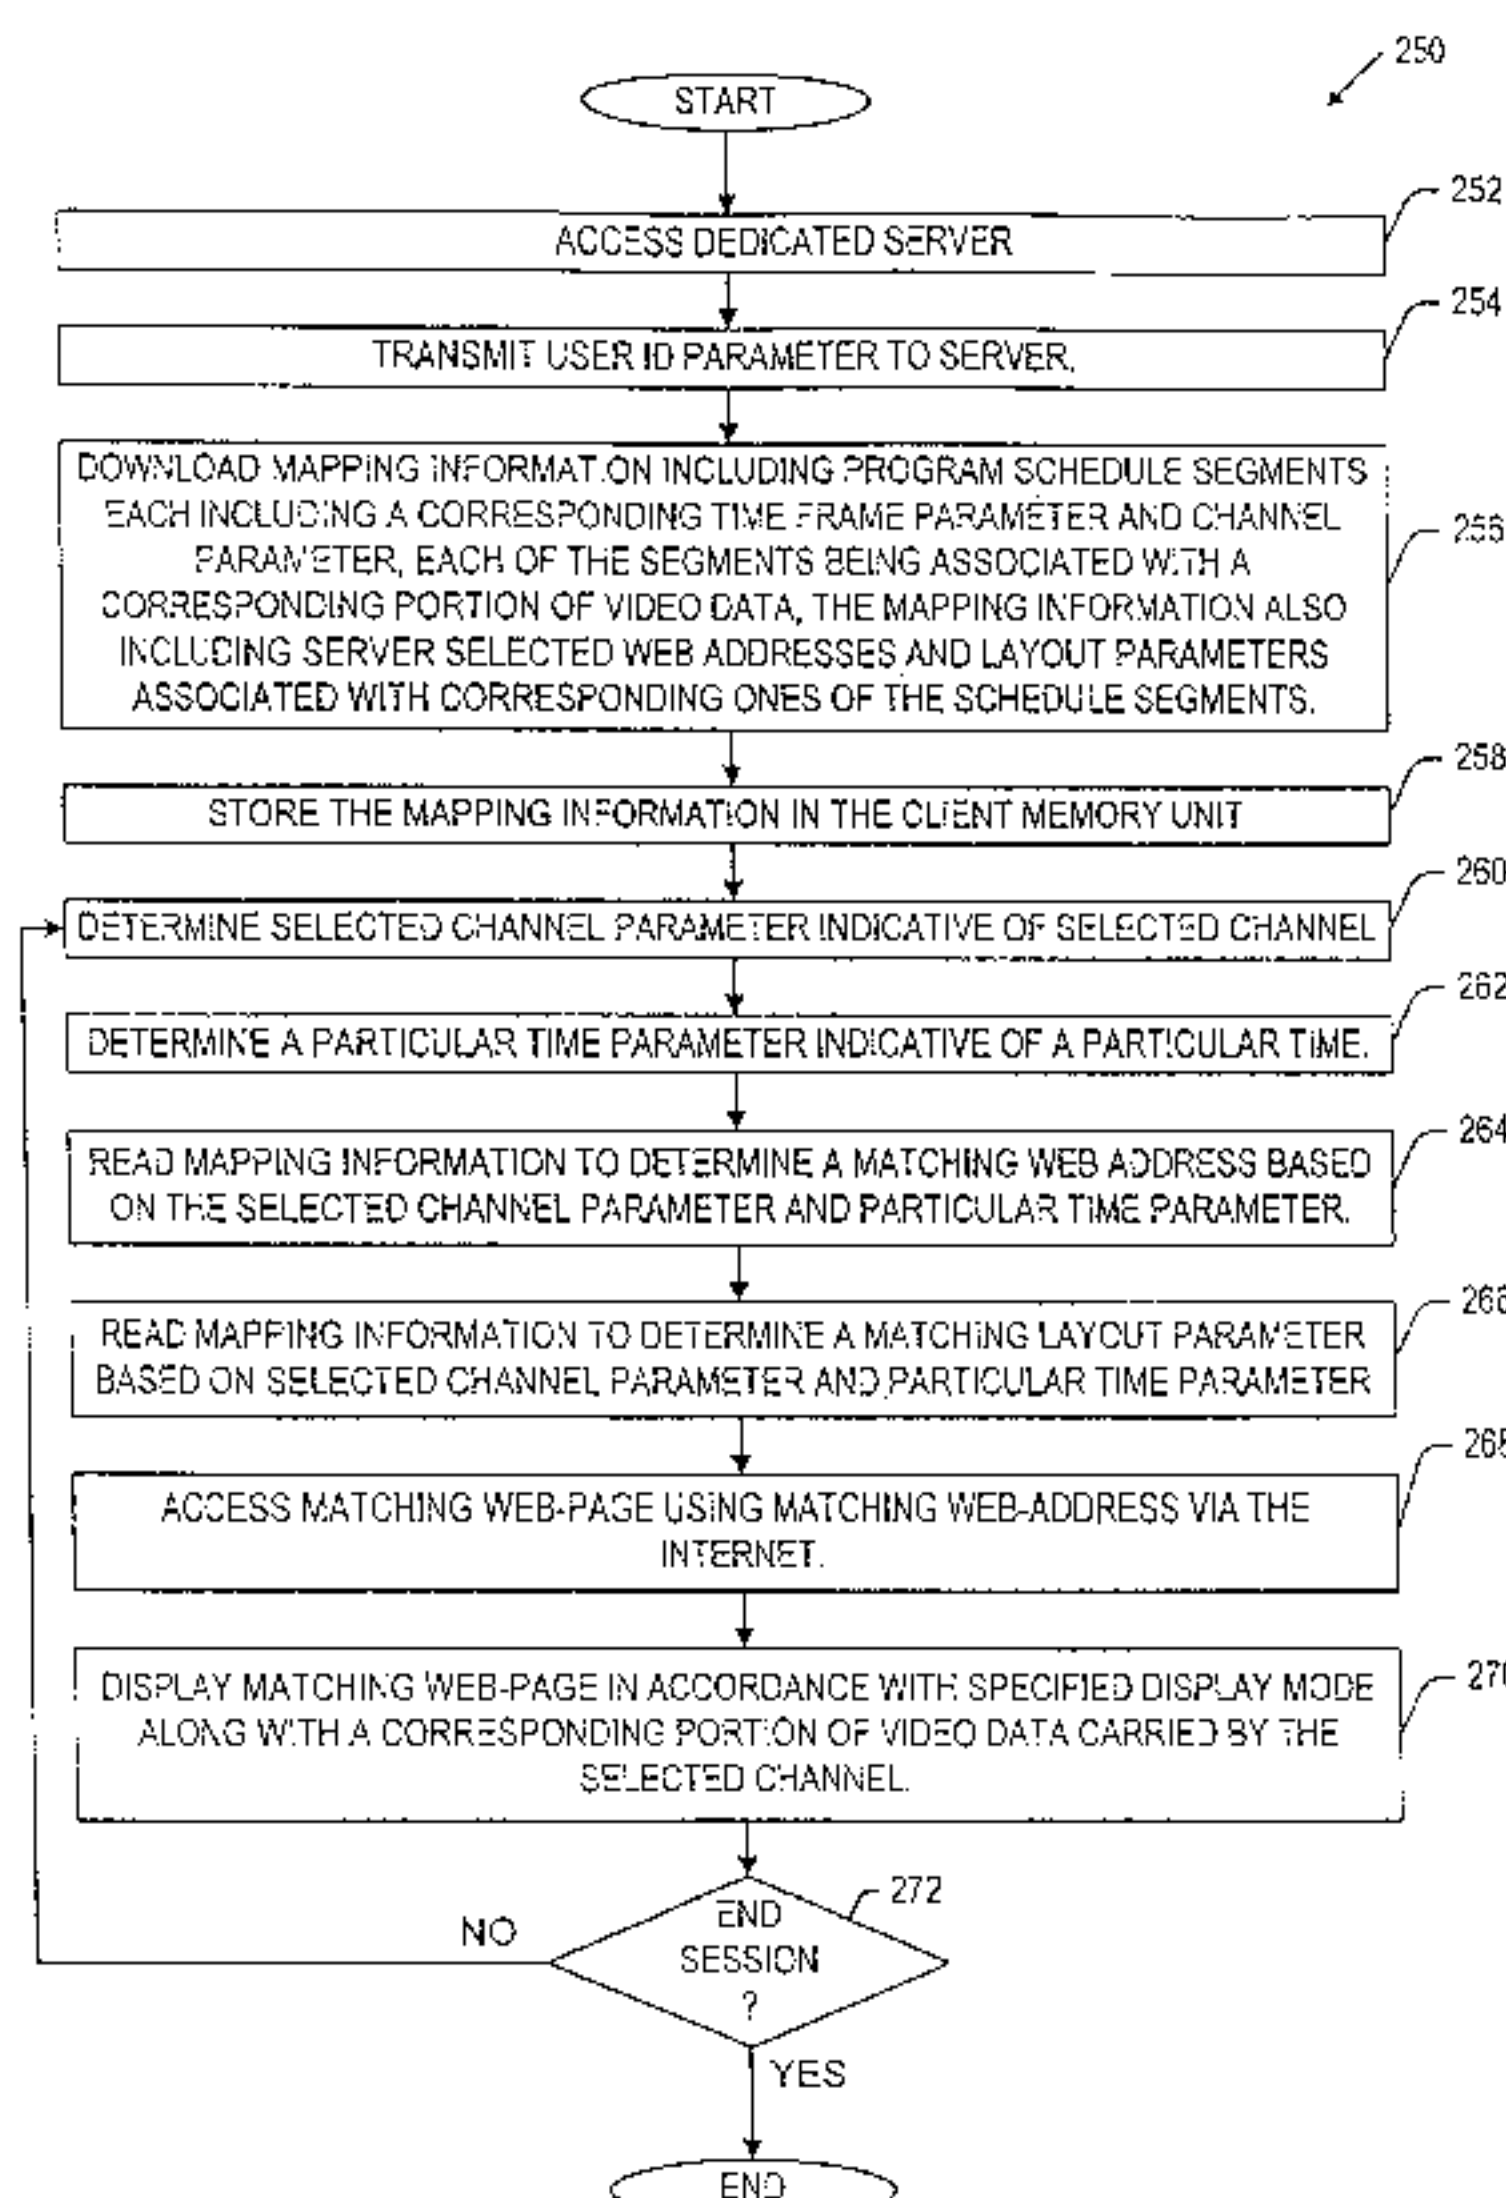 250
START
252
ACCESS DEDICATED SERVER
254
TRANSMIT USER ID PARAMETER TO SERVER.
256
DOWNLOAD MAPPING INFORMATION INCLUDING PROGRAM SCHEDULE SEGMENTS
EACH INCLUDING A CORRESPONDING TIME FRAME PARAMETER AND CHANNEL
PARAMETER, EACH OF THE SEGMENTS BEING ASSOCIATED WITH A
CORRESPONDING PORTION OF VIDEO DATA, THE MAPPING INFORMATION ALSO
INCLUDING SERVER SELECTED WEB ADDRESSES AND LAYOUT PARAMETERS
ASSOCIATED WITH CORRESPONDING ONES OF THE SCHEDULE SEGMENTS.
258
STORE THE MAPPING INFORMATION IN THE CLIENT MEMORY UNIT
260
DETERMINE SELECTED CHANNEL PARAMETER INDICATIVE OF SELECTED CHANNEL
262
DETERMINE A PARTICULAR TIME PARAMETER INDICATIVE OF A PARTICULAR TIME.
264
READ MAPPING INFORMATION TO DETERMINE A MATCHING WEB ADDRESS BASED
ON THE SELECTED CHANNEL PARAMETER AND PARTICULAR TIME PARAMETER.
266
READ MAPPING INFORMATION TO DETERMINE A MATCHING LAYOUT PARAMETER
BASED ON SELECTED CHANNEL PARAMETER AND PARTICULAR TIME PARAMETER
268
ACCESS MATCHING WEB-PAGE USING MATCHING WEB-ADDRESS VIA THE
INTERNET.
270
DISPLAY MATCHING WEB-PAGE IN ACCORDANCE WITH SPECIFIED DISPLAY MODE
ALONG WITH A CORRESPONDING PORTION OF VIDEO DATA CARRIED BY THE
SELECTED CHANNEL.
272
END
SESSION
?
NO
YES
END